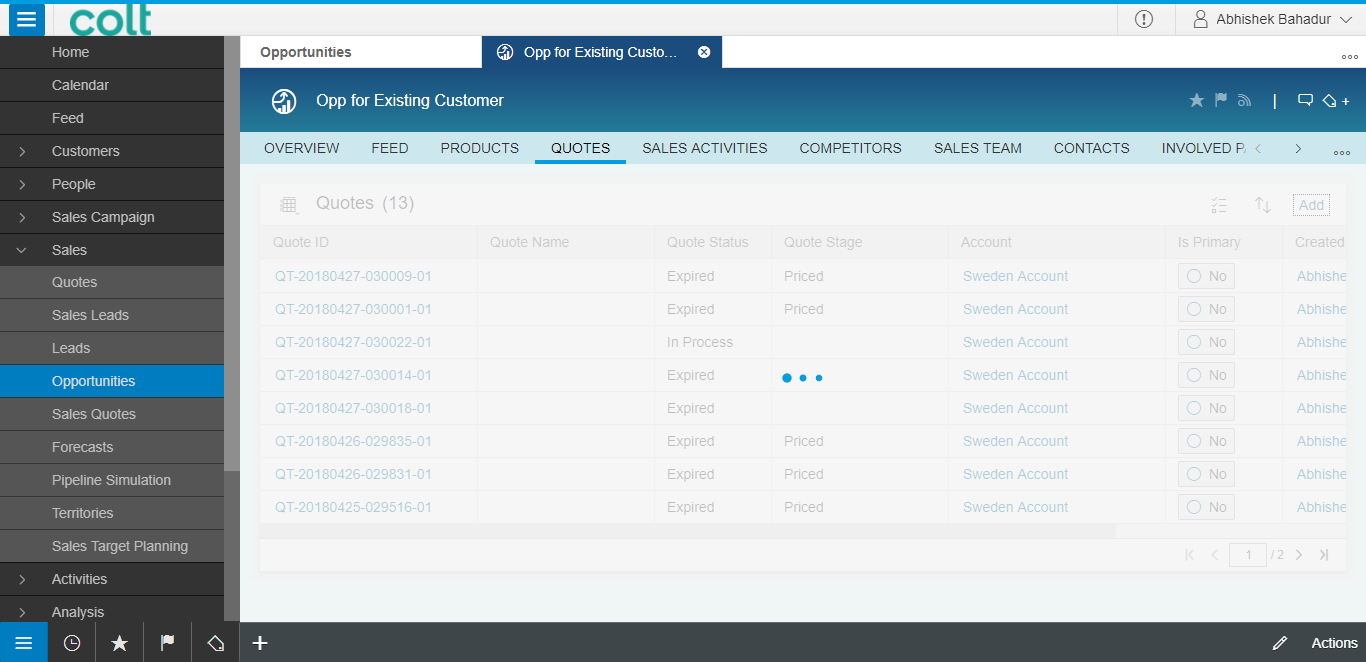 colt
Abhishek Bahadur
Home
Calendar
Feed
Customers
People
Sales Campaign
Sales
Quotes
Sales Leads
Leads
Opportunities
Sales Quotes
Forecasts
Pipeline Simulation
Territories
Sales Target Planning
Activities
Analysis
Opportunities Opp for Existing Custo...
Opp for Existing Customer
OVERVIEW FEED PRODUCTS QUOTES SALES ACTIVITIES COMPETITORS SALES TEAM CONTACTS INVOLVED P
Quotes (13) Add
Quote ID Quote Name Quote Status Quote Stage Account Is Primary Created
QT-20180427-030009-01 Expired Priced Sweden Account No Abhishe
QT-20180427-030001-01 Expired Priced Sweden Account No Abhishe
QT-20180427-030022-01 In Process Sweden Account No Abhishe
QT-20180427-030014-01 Expired Sweden Account No Abhishe
QT-20180427-030018-01 Expired Sweden Account No Abhishe
QT-20180426-029835-01 Expired Priced Sweden Account No Abhishe
QT-20180426-029831-01 Expired Priced Sweden Account No Abhishe
QT-20180425-029516-01 Expired Priced Sweden Account No Abhishe
1 / 2
Actions